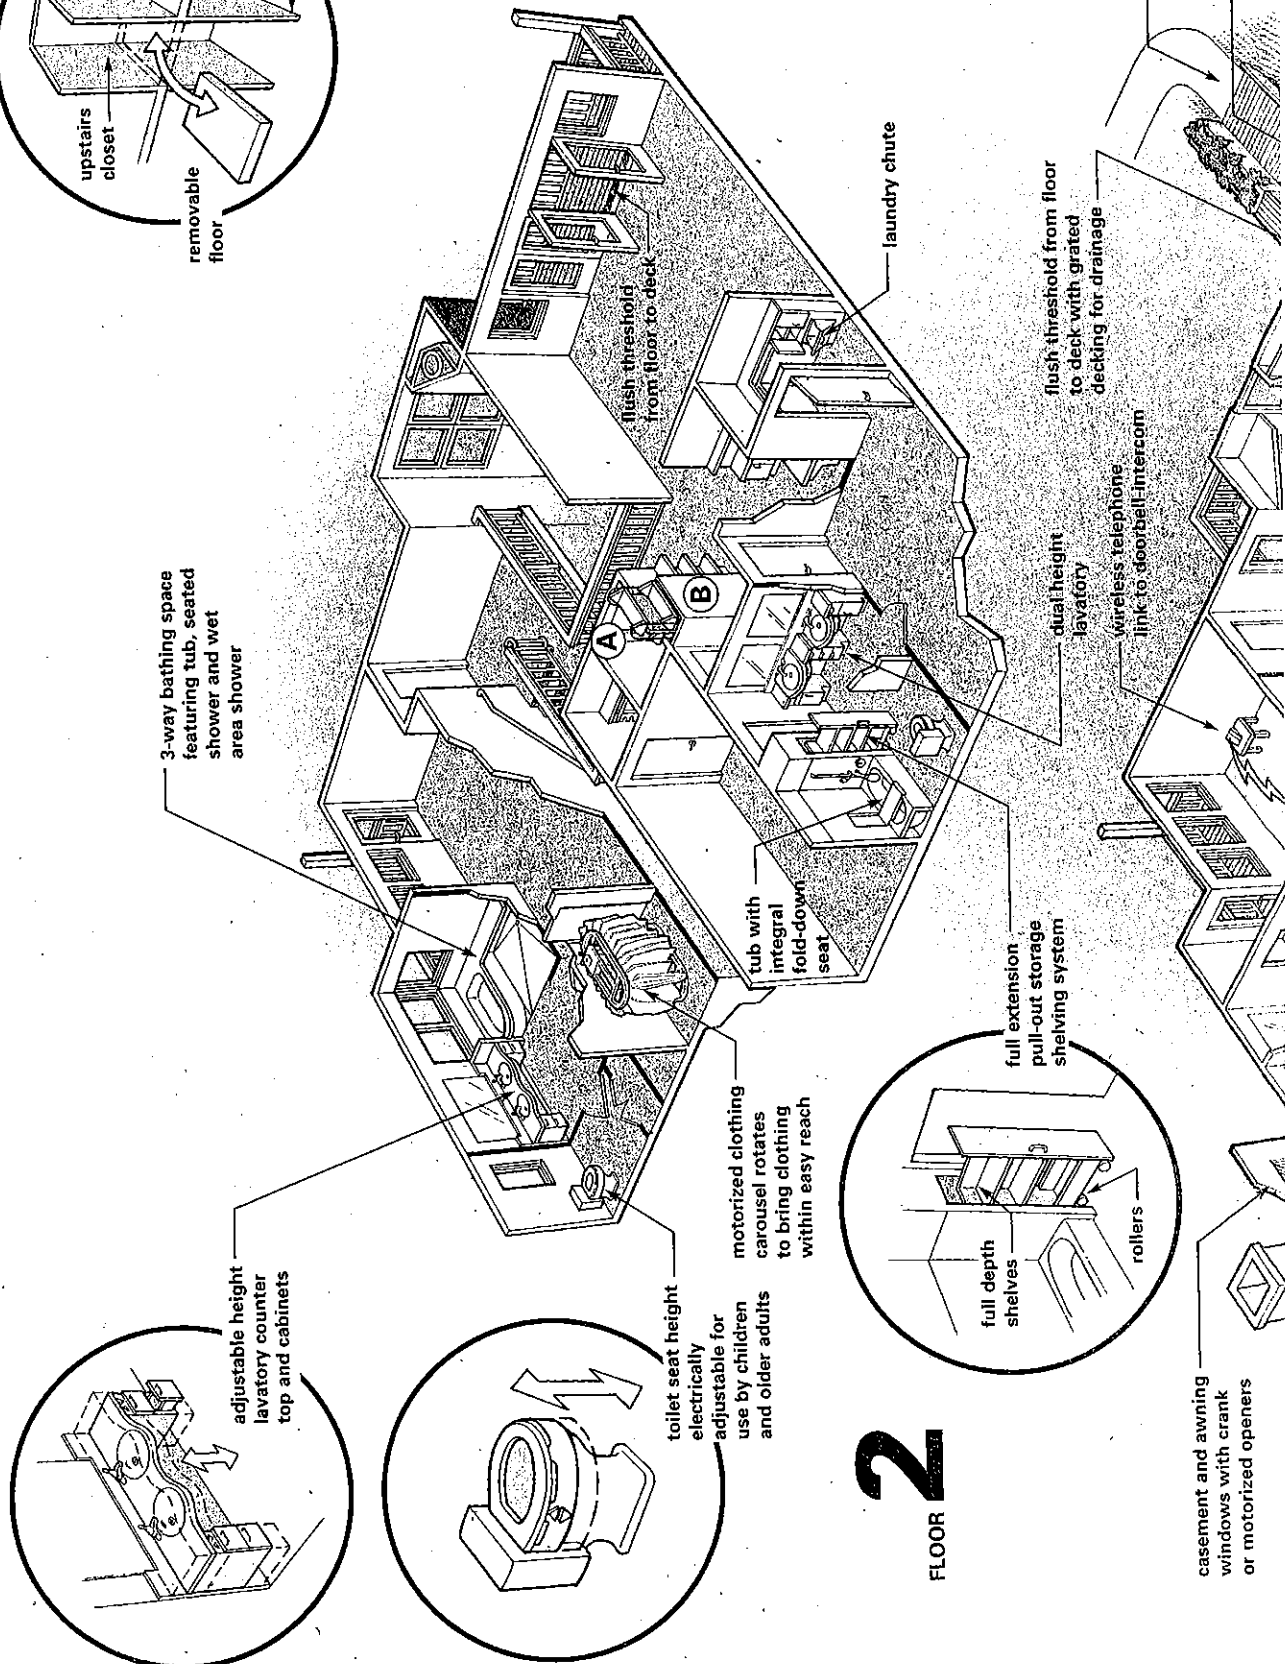 upstairs
closet
removable
floor
3-way bathing space
featuring tub, seated
shower and wet
area shower
adjustable height
lavatory counter
top and cabinets
toilet seat height
electrically
adjustable for
use by children
and older adults
motorized clothing
carousel rotates
to bring clothing
within easy reach
flush threshold
from floor to deck
laundry chute
A
B
tub with
integral
fold-down
seat
full extension
pull-out storage
shelving system
full depth
shelves
rollers
dual height
lavatory
wireless telephone
link to doorbell-intercom
flush threshold from floor
to deck with grated
decking for drainage
FLOOR 2
casement and awning
windows with crank
or motorized openers